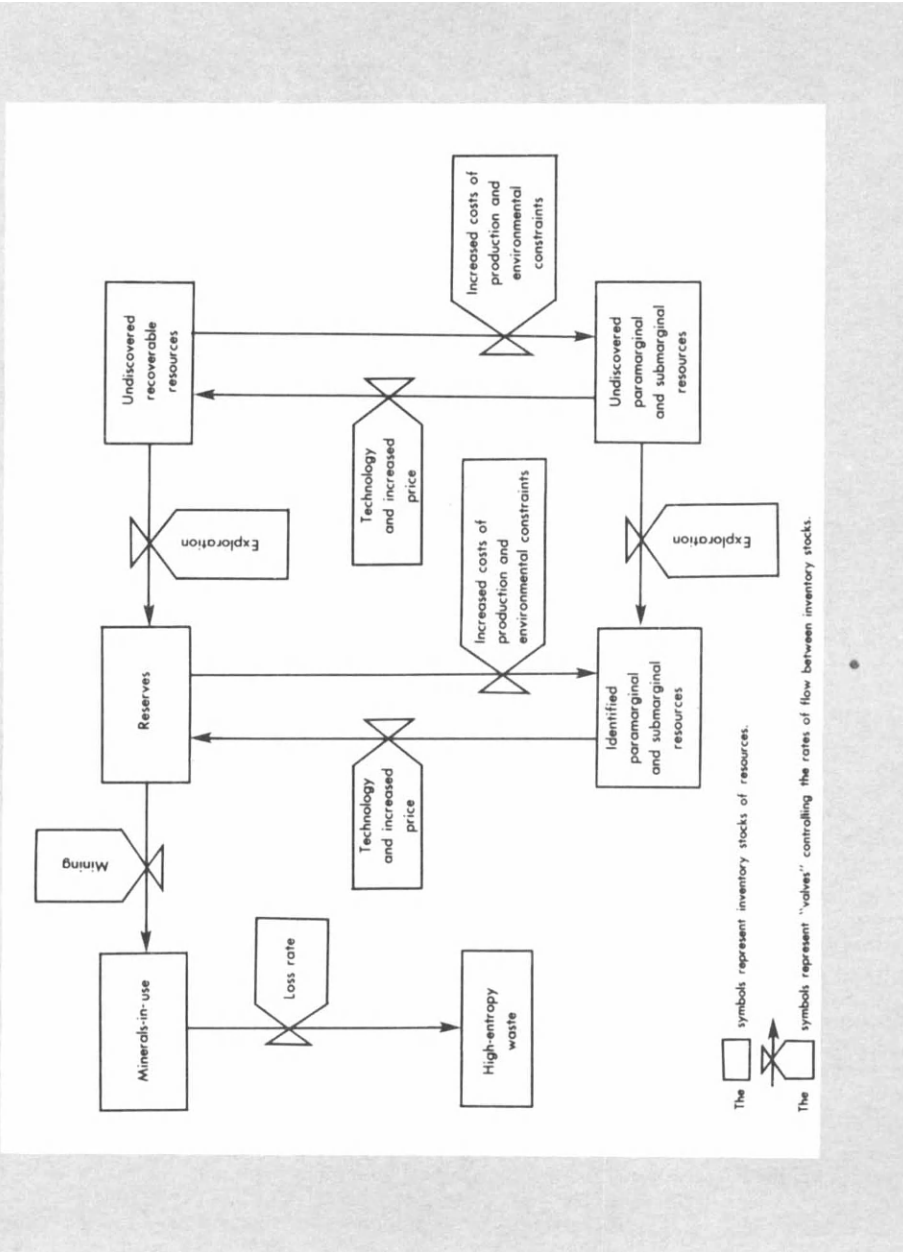 Mining
Minerals-in-use
Reserves
Undiscovered
recoverable
resources
Exploration
Exploration
Loss rate
Technology
and increased
price
Technology
and increased
price
Increased costs of
production and
environmental constraints
Increased costs of
production and
environmental
constraints
High-entropy
waste
Identified
paramarginal
and submarginal
resources
Undiscovered
paramarginal
and submarginal
resources
The symbols represent inventory stocks of resources.
The symbols represent "valves" controlling the rates of flow between inventory stocks.